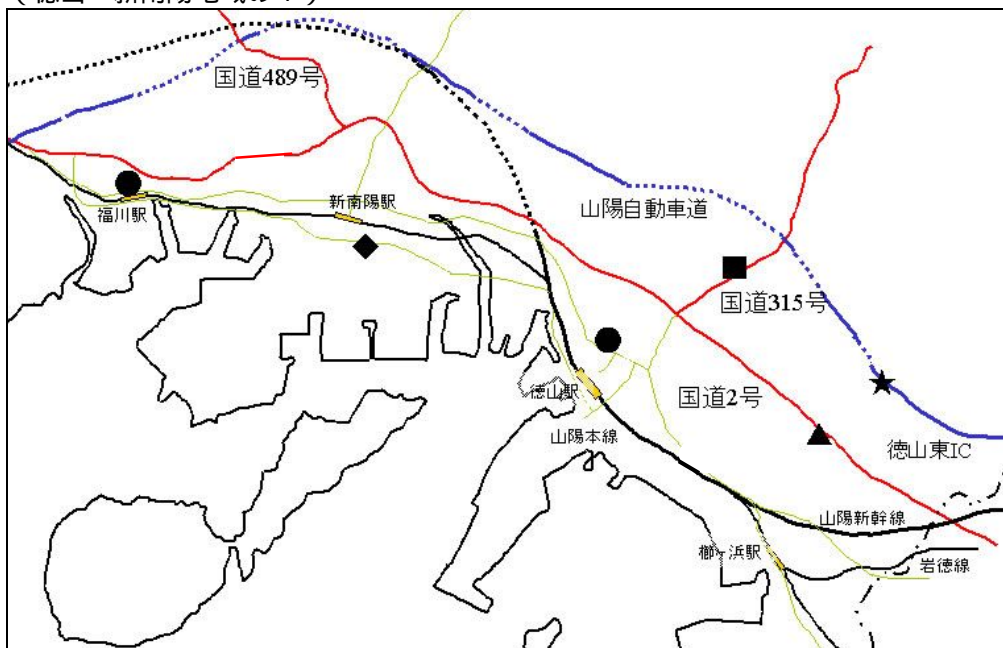 国道489号
新南陽駅
福川駅
山陽自動車道
国道315号
徳山駅
国道2号
山陽本線
徳山東IC
山陽新幹線
櫛ヶ浜駅
岩徳線